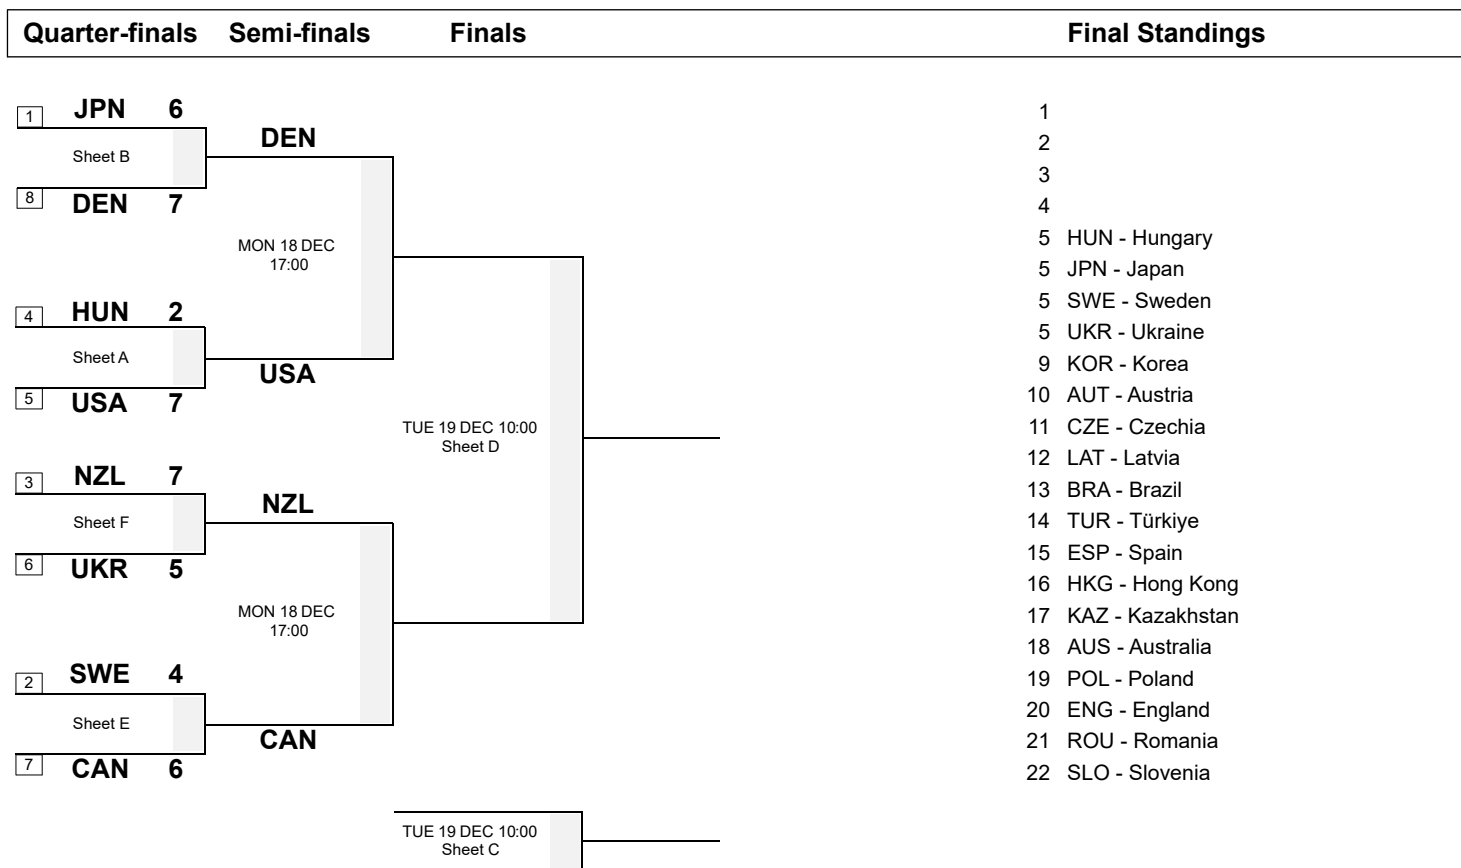 Quarter-finals Semi-finals Finals Final Standings
1 JPN 6
Sheet B
8 DEN 7
DEN
MON 18 DEC
17:00
4 HUN 2
Sheet A
5 USA 7
USA
TUE 19 DEC 10:00
Sheet D
3 NZL 7
Sheet F
6 UKR 5
NZL
MON 18 DEC
17:00
2 SWE 4
Sheet E
7 CAN 6
CAN
TUE 19 DEC 10:00
Sheet C
1
2
3
4
5 HUN - Hungary
5 JPN - Japan
5 SWE - Sweden
5 UKR - Ukraine
9 KOR - Korea
10 AUT - Austria
11 CZE - Czechia
12 LAT - Latvia
13 BRA - Brazil
14 TUR - Türkiye
15 ESP - Spain
16 HKG - Hong Kong
17 KAZ - Kazakhstan
18 AUS - Australia
19 POL - Poland
20 ENG - England
21 ROU - Romania
22 SLO - Slovenia